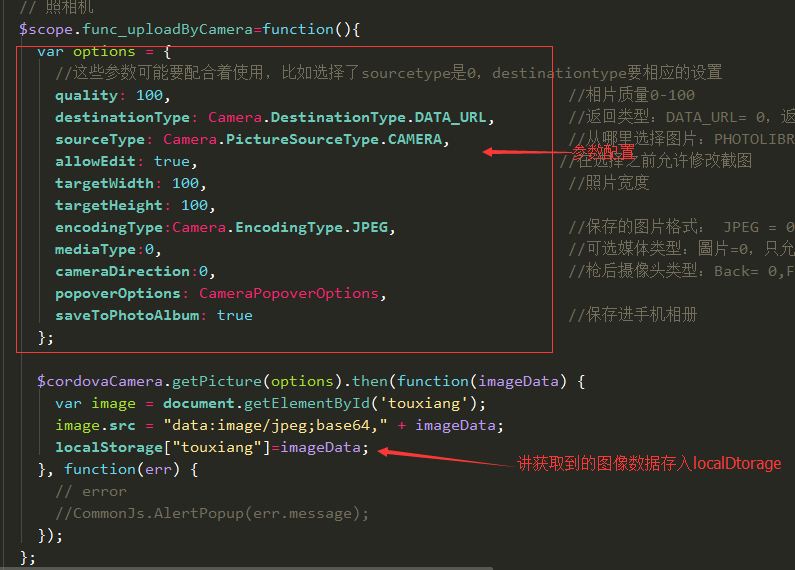 // 照相机
$scope.func_uploadByCamera=function(){
var options = {
//这些参数可能要配合着使用，比如选择了sourcetype是0，destinationtype要相应的设置
quality: 100, //相片质量0-100
destinationType: Camera.DestinationType.DATA_URL, //返回类型：DATA_URL= 0，返
sourceType: Camera.PictureSourceType.CAMERA, //从哪里选择图片：PHOTOLIBR
参数配置
allowEdit: true, //在选择之前允许修改截图
targetWidth: 100, //照片宽度
targetHeight: 100,
encodingType:Camera.EncodingType.JPEG, //保存的图片格式： JPEG = 0
mediaType:0, //可选媒体类型：圖片=0，只允
cameraDirection:0, //枪后摄像头类型：Back= 0,F
popoverOptions: CameraPopoverOptions,
saveToPhotoAlbum: true //保存进手机相册
};
$cordovaCamera.getPicture(options).then(function(imageData) {
var image = document.getElementById('touxiang');
image.src = "data:image/jpeg;base64," + imageData;
localStorage["touxiang"]=imageData;
讲获取到的图像数据存入localDtorage
}, function(err) {
// error
//CommonJs.AlertPopup(err.message);
});
};